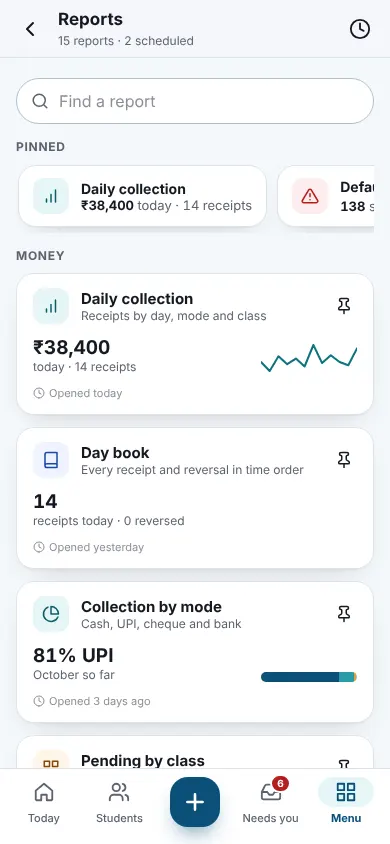 Reports
15 reports · 2 scheduled
Find a report
PINNED
Daily collection
₹38,400 today · 14 receipts
138
MONEY
Daily collection
Receipts by day, mode and class
₹38,400
today · 14 receipts
Opened today
Day book
Every receipt and reversal in time order
14
receipts today · 0 reversed
Opened yesterday
Collection by mode
Cash, UPI, cheque and bank
81% UPI
October so far
Opened 3 days ago
Pending by class
6
Today
Students
Needs you
Menu